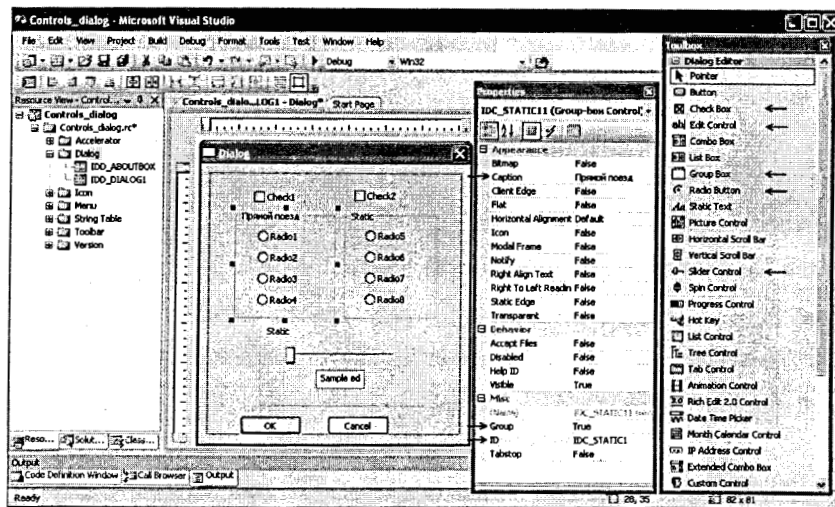 Controls_dialog - Microsoft Visual Studio
File Edit View Project Build Debug Format Tools Test Window Help
Debug
Win32
Resource View - Control...
Controls_dialog
Controls_dialog.rc*
Accelerator
Dialog
IDD_ABOUTBOX
IDD_DIALOG1
Icon
Menu
String Table
Toolbar
Version
Reso... Solut... Class...
Controls_dialo...LOG1 - Dialog* Start Page
Dialog
Check1 Check2
Прямой поезд Static
Radio1 Radio5
Radio2 Radio6
Radio3 Radio7
Radio4 Radio8
Static
Sample ed
OK Cancel
Properties
IDC_STATIC11 (Group-box Control)
Appearance
Bitmap False
Caption Прямой поезд
Client Edge False
Flat False
Horizontal Alignment Default
Icon False
Modal Frame False
Notify False
Right Align Text False
Right To Left Readin False
Static Edge False
Transparent False
Behavior
Accept Files False
Disabled False
Help ID False
Visible True
Misc
(Name) IDC_STATIC11
Group True
ID IDC_STATIC1
Tabstop False
Toolbox
Dialog Editor
Pointer
Button
Check Box
Edit Control
Combo Box
List Box
Group Box
Radio Button
Static Text
Picture Control
Horizontal Scroll Bar
Vertical Scroll Bar
Slider Control
Spin Control
Progress Control
Hot Key
List Control
Tree Control
Tab Control
Animation Control
Rich Edit 2.0 Control
Date Time Picker
Month Calendar Control
IP Address Control
Extended Combo Box
Custom Control
Output
Code Definition Window Call Browser Output
Ready
28, 35
82 x 81